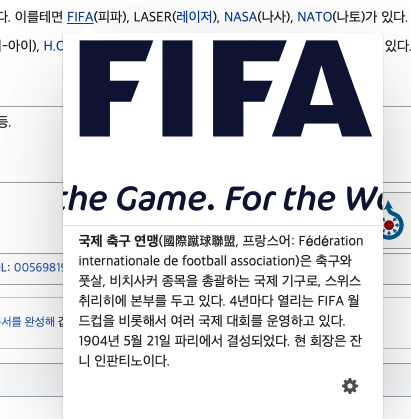 다. 이를테면 FIFA(피파), LASER(레이저), NASA(나사), NATO(나토)가 있다.
-아이), H.O
있다.
FIFA
the Game. For the Wo
등.
국제 축구 연맹(國際蹴球聯盟, 프랑스어: Fédération
internationale de football association)은 축구와
풋살, 비치사커 종목을 총괄하는 국제 기구로, 스위스
취리히에 본부를 두고 있다. 4년마다 열리는 FIFA 월
드컵을 비롯해서 여러 국제 대회를 운영하고 있다.
1904년 5월 21일 파리에서 결성되었다. 현 회장은 잔
니 인판티노이다.
OL: 00569819
서를 완성해